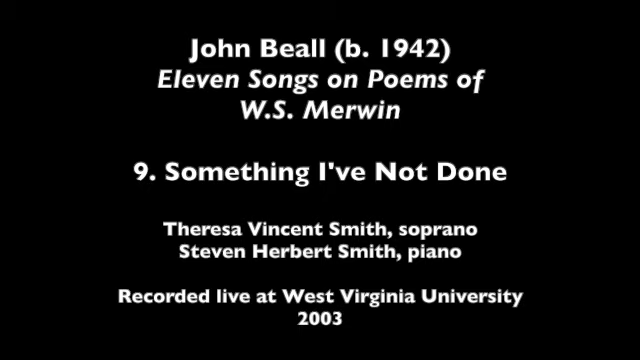 John Beall (b. 1942)
Eleven Songs on Poems of
W.S. Merwin
9. Something I've Not Done
Theresa Vincent Smith, soprano
Steven Herbert Smith, piano
Recorded live at West Virginia University
2003